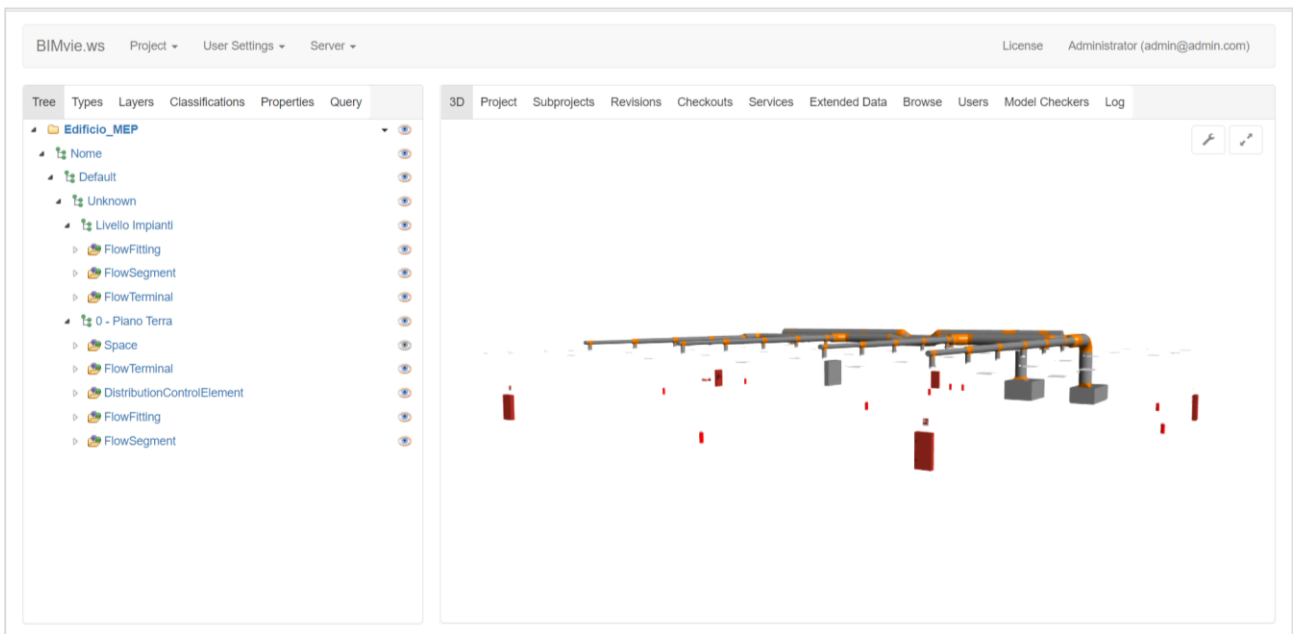 BIMvie.ws Project User Settings Server License Administrator (admin@admin.com)
Tree Types Layers Classifications Properties Query
Edificio_MEP
Nome
Default
Unknown
Livello Impianti
FlowFitting
FlowSegment
FlowTerminal
0 - Piano Terra
Space
FlowTerminal
DistributionControlElement
FlowFitting
FlowSegment
3D Project Subprojects Revisions Checkouts Services Extended Data Browse Users Model Checkers Log